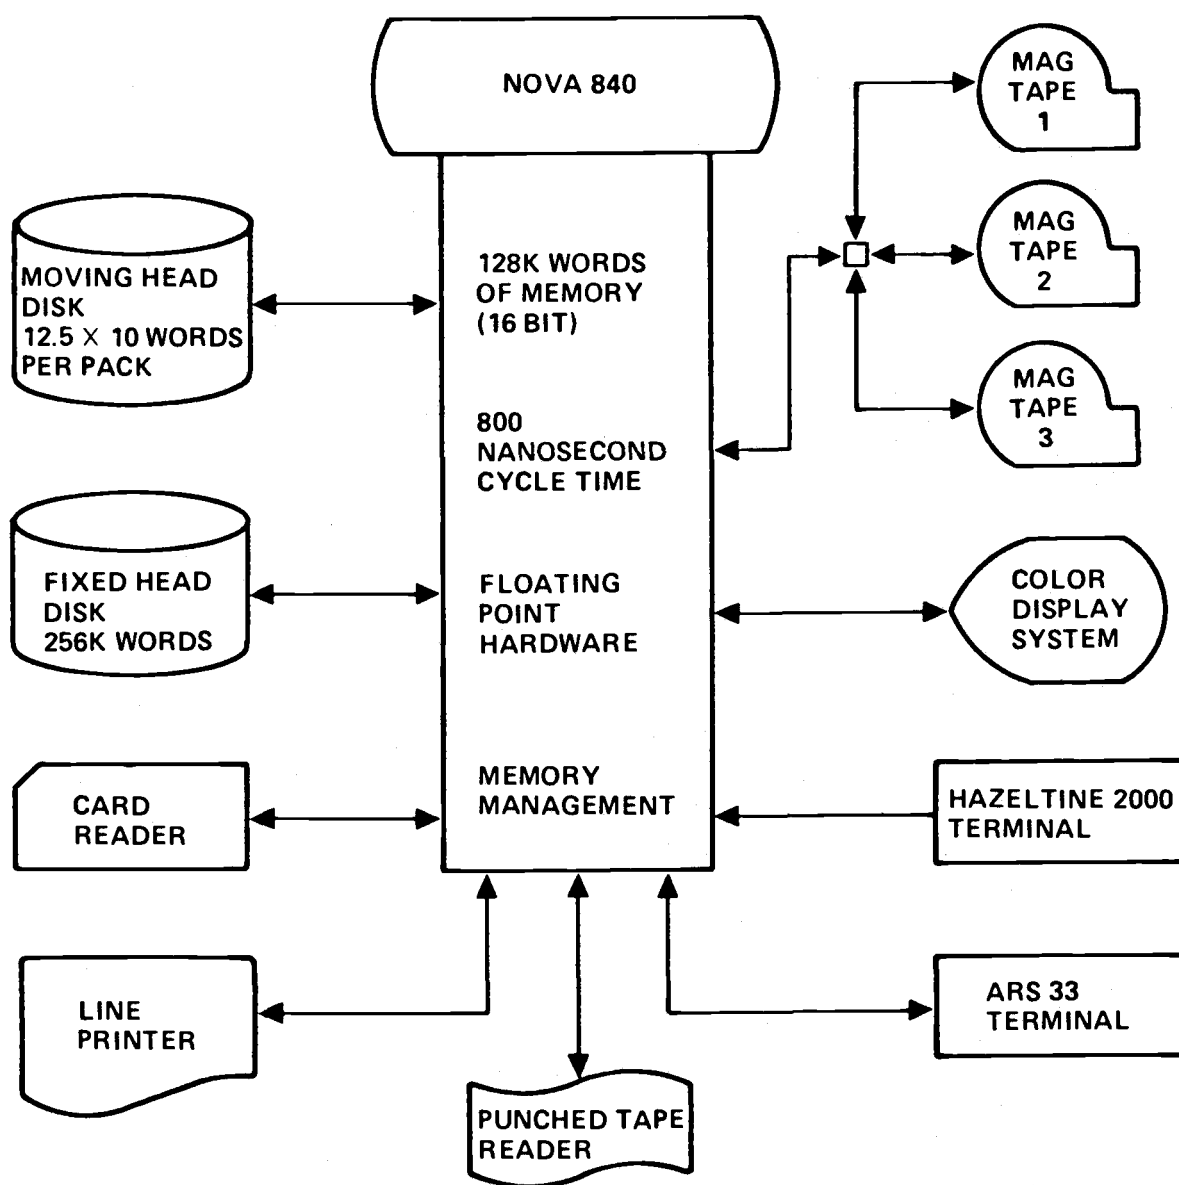 NOVA 840
128K WORDS
OF MEMORY
(16 BIT)
800
NANOSECOND
CYCLE TIME
FLOATING
POINT
HARDWARE
MEMORY
MANAGEMENT
MOVING HEAD
DISK
12.5 X 10 WORDS
PER PACK
FIXED HEAD
DISK
256K WORDS
CARD
READER
LINE
PRINTER
PUNCHED TAPE
READER
MAG
TAPE
1
MAG
TAPE
2
MAG
TAPE
3
COLOR
DISPLAY
SYSTEM
HAZELTINE 2000
TERMINAL
ARS 33
TERMINAL